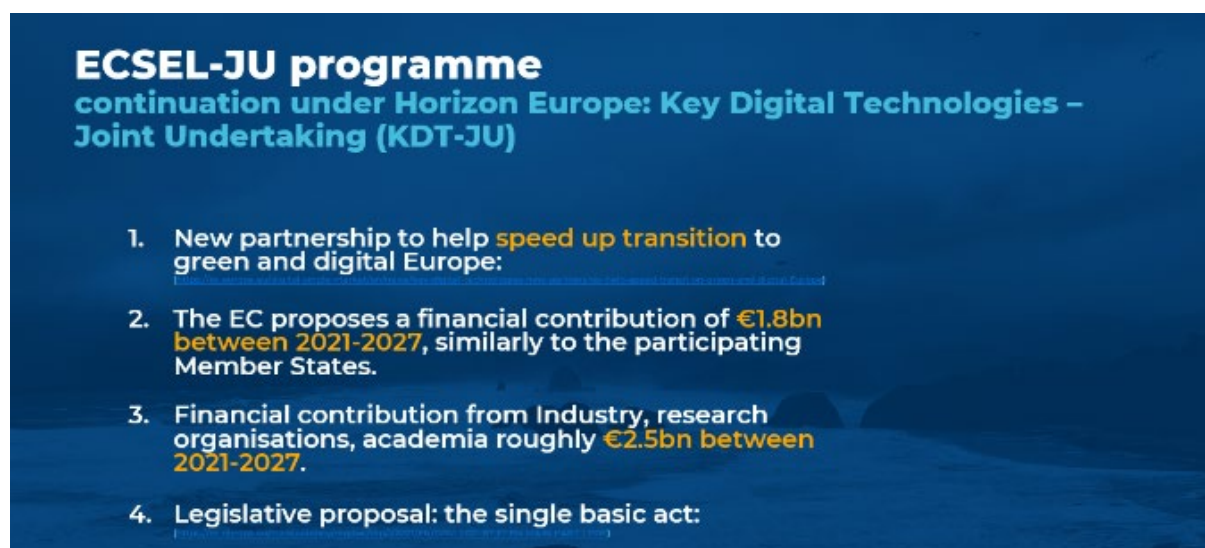 ECSEL-JU programme
continuation under Horizon Europe: Key Digital Technologies –
Joint Undertaking (KDT-JU)
1. New partnership to help speed up transition to
green and digital Europe:
2. The EC proposes a financial contribution of €1.8bn
between 2021-2027, similarly to the participating
Member States.
3. Financial contribution from Industry, research
organisations, academia roughly €2.5bn between
2021-2027.
4. Legislative proposal: the single basic act: